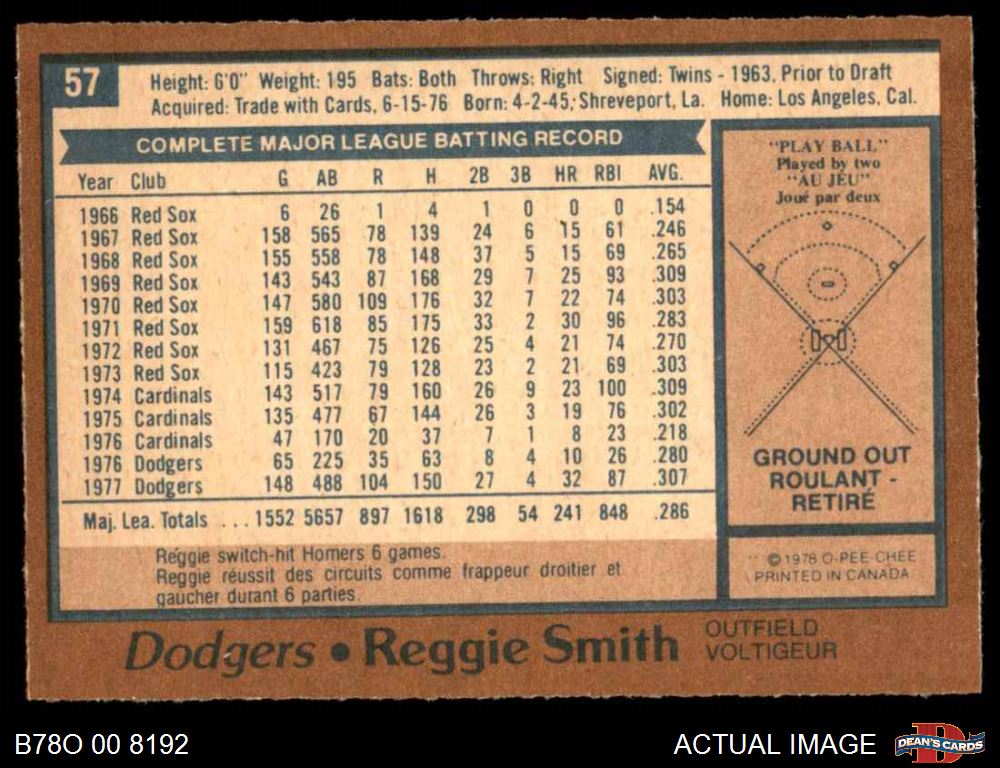 57
Height: 6'0" Weight: 195 Bats: Both Throws: Right Signed: Twins - 1963, Prior to Draft
Acquired: Trade with Cards, 6-15-76 Born: 4-2-45, Shreveport, La. Home: Los Angeles, Cal.
COMPLETE MAJOR LEAGUE BATTING RECORD
Year Club G AB R H 2B 3B HR RBI AVG.
1966 Red Sox 6 26 1 4 1 0 0 0 .154
1967 Red Sox 158 565 78 139 24 6 15 61 .246
1968 Red Sox 155 558 78 148 37 5 15 69 .265
1969 Red Sox 143 543 87 168 29 7 25 93 .309
1970 Red Sox 147 580 109 176 32 7 22 74 .303
1971 Red Sox 159 618 85 175 33 2 30 96 .283
1972 Red Sox 131 467 75 126 25 4 21 74 .270
1973 Red Sox 115 423 79 128 23 2 21 69 .303
1974 Cardinals 143 517 79 160 26 9 23 100 .309
1975 Cardinals 135 477 67 144 26 3 19 76 .302
1976 Cardinals 47 170 20 37 7 1 8 23 .218
1976 Dodgers 65 225 35 63 8 4 10 26 .280
1977 Dodgers 148 488 104 150 27 4 32 87 .307
Maj. Lea. Totals ... 1552 5657 897 1618 298 54 241 848 .286
Reggie switch-hit Homers 6 games.
Reggie réussit des circuits comme frappeur droitier et
gaucher durant 6 parties.
"PLAY BALL"
Played by two
"AU JEU"
Joué par deux
GROUND OUT
ROULANT -
RETIRÉ
© 1978 O-PEE-CHEE
PRINTED IN CANADA
Dodgers • Reggie Smith
OUTFIELD
VOLTIGEUR
B78O 00 8192
ACTUAL IMAGE
DEAN'S CARDS